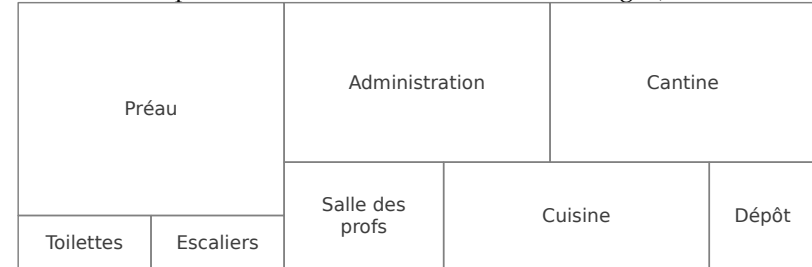 Préau
Administration
Cantine
Salle des
profs
Cuisine
Dépôt
Toilettes
Escaliers